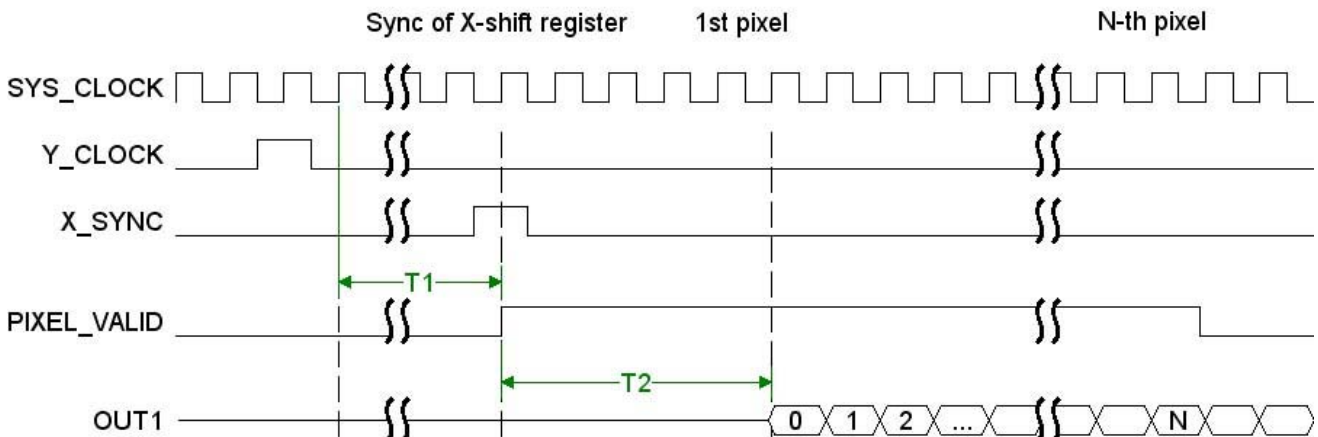 Sync of X-shift register 1st pixel N-th pixel
SYS_CLOCK
Y_CLOCK
X_SYNC
T1
PIXEL_VALID
T2
OUT1 0 1 2 ... N